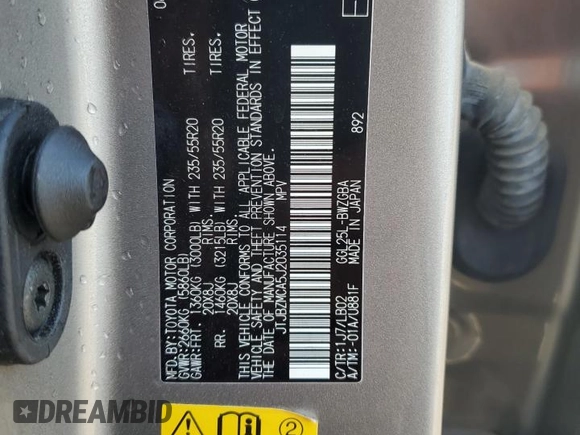 MFD.BY:TOYOTA MOTOR CORPORATION
GVWR:2660KG (5860LB)
GAWR:FRT. 1360KG (3000LB) WITH 235/55R20 TIRES,
20X8J RIMS,
RR. 1460KG (3215LB) WITH 235/55R20 TIRES,
20X8J RIMS,
THIS VEHICLE CONFORMS TO ALL APPLICABLE FEDERAL MOTOR
VEHICLE SAFETY AND THEFT PREVENTION STANDARDS IN EFFECT
THE DATE OF MANUFACTURE SHOWN ABOVE.
JTJBZMCA5J2035114 MPV
892
C/TR:1J7/LB02 GGL25L-BWZGBA
A/TM:-01A/U881F MADE IN JAPAN
2
DREAMBID